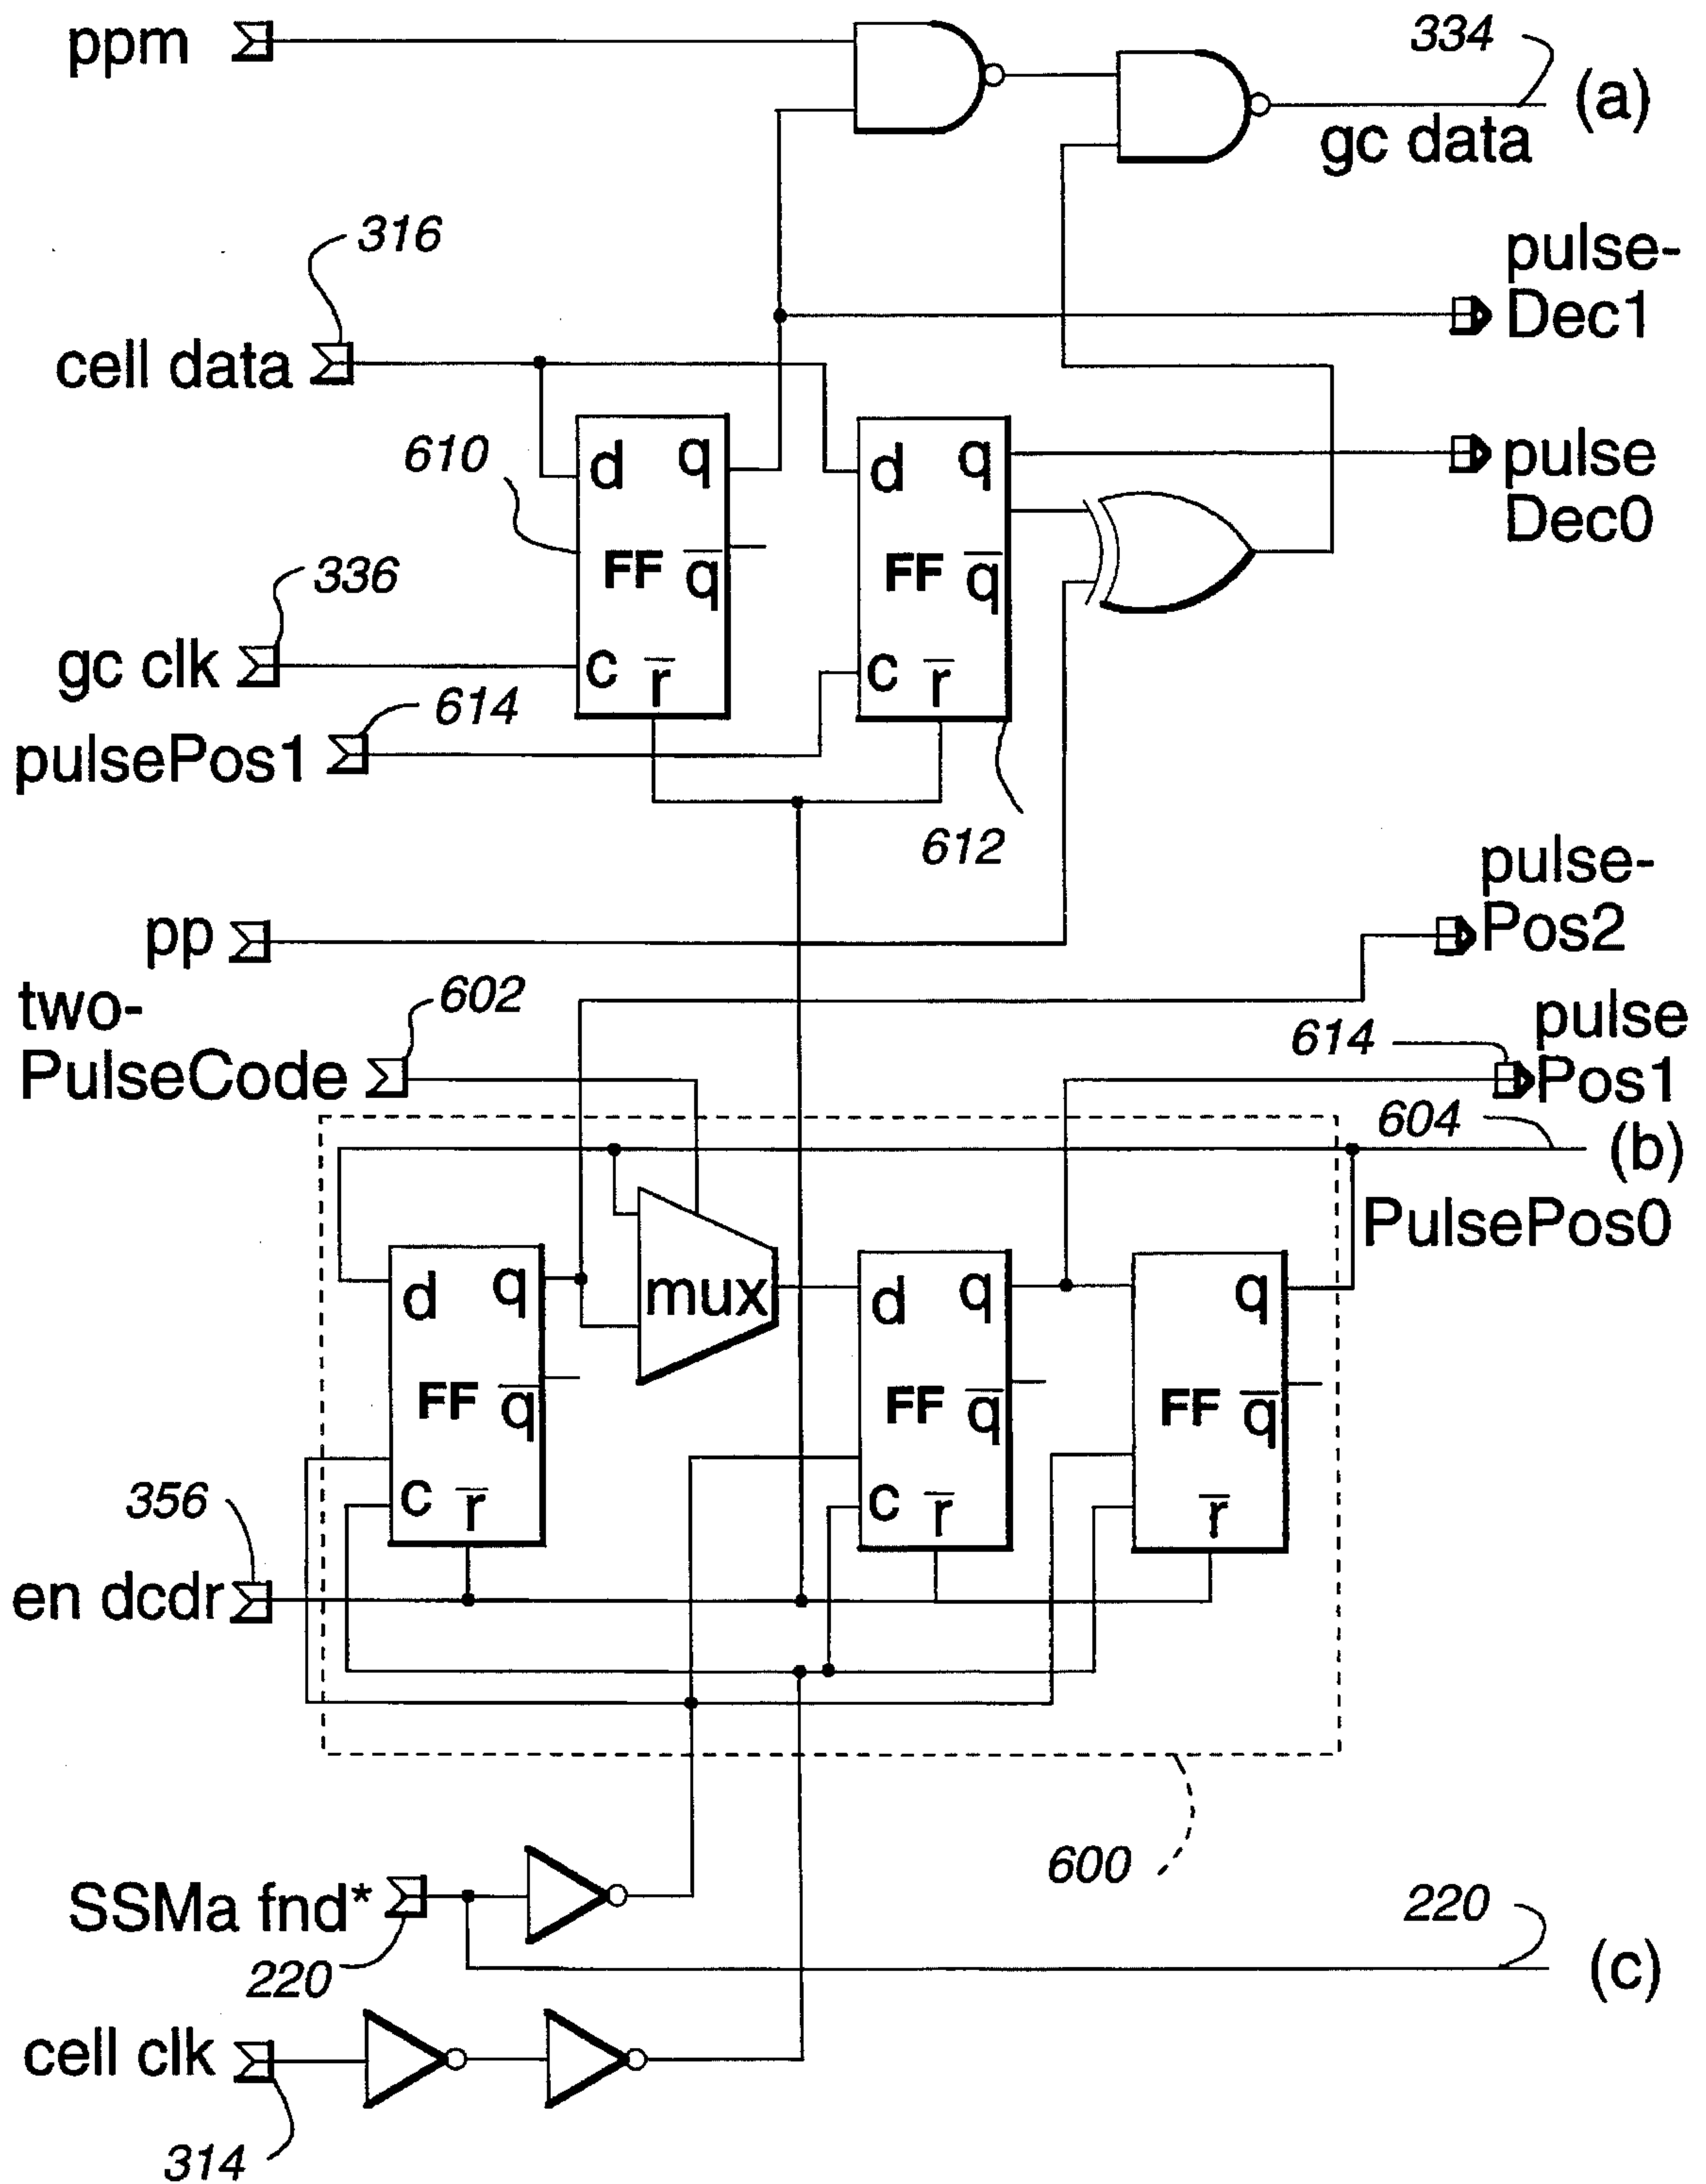 ppm
334
(a)
gc data
316
pulse-
Dec1
cell data
610
d q
FF q
c r
d q
FF q
c r
pulse
Dec0
336
gc clk
614
pulsePos1
612
pulse-
Pos2
pp
two-
PulseCode
602
614
pulse
Pos1
604
(b)
PulsePos0
mux
d q
FF q
c r
d q
FF q
c r
q
FF q
r
356
en dcdr
600
SSMa fnd*
220
220
(c)
cell clk
314